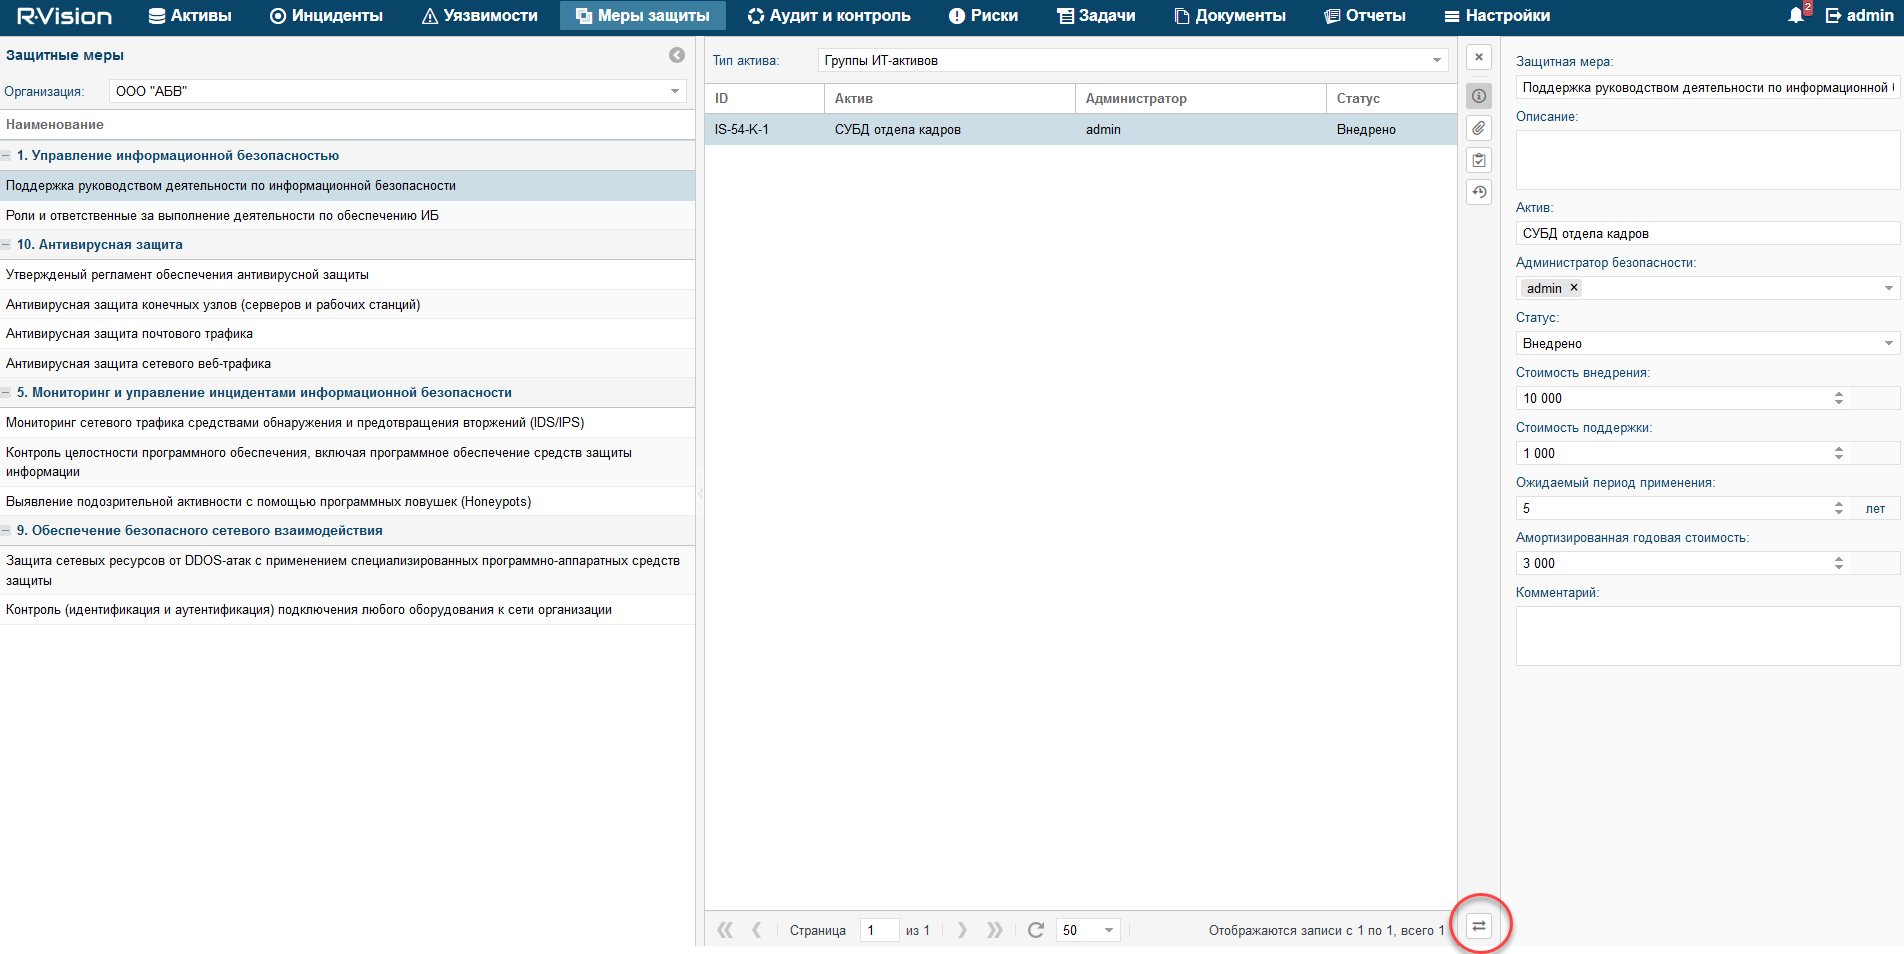 R·Vision Активы Инциденты Уязвимости Меры защиты Аудит и контроль Риски Задачи Документы Отчеты Настройки 2 admin
Защитные меры
Организация: ООО "АБВ"
Наименование
1. Управление информационной безопасностью
Поддержка руководством деятельности по информационной безопасности
Роли и ответственные за выполнение деятельности по обеспечению ИБ
10. Антивирусная защита
Утвержденый регламент обеспечения антивирусной защиты
Антивирусная защита конечных узлов (серверов и рабочих станций)
Антивирусная защита почтового трафика
Антивирусная защита сетевого веб-трафика
5. Мониторинг и управление инцидентами информационной безопасности
Мониторинг сетевого трафика средствами обнаружения и предотвращения вторжений (IDS/IPS)
Контроль целостности программного обеспечения, включая программное обеспечение средств защиты
информации
Выявление подозрительной активности с помощью программных ловушек (Honeypots)
9. Обеспечение безопасного сетевого взаимодействия
Защита сетевых ресурсов от DDOS-атак с применением специализированных программно-аппаратных средств
защиты
Контроль (идентификация и аутентификация) подключения любого оборудования к сети организации
Тип актива: Группы ИТ-активов
ID Актив Администратор Статус
IS-54-K-1 СУБД отдела кадров admin Внедрено
Страница 1 из 1 50 Отображаются записи с 1 по 1, всего 1
Защитная мера:
Поддержка руководством деятельности по информационной
Описание:
Актив:
СУБД отдела кадров
Администратор безопасности:
admin
Статус:
Внедрено
Стоимость внедрения:
10 000
Стоимость поддержки:
1 000
Ожидаемый период применения:
5 лет
Амортизированная годовая стоимость:
3 000
Комментарий: